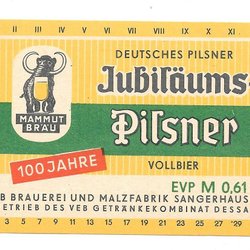 II III IV V VI VII VIII IX X XI XII
DEUTSCHES PILSNER
Jubiläums-
Pilsner
MAMMUT
BRÄU
100 JAHRE
VOLLBIER
EVP M 0,61
B BRAUEREI UND MALZFABRIK SANGERHAUS
ETRIEB DES VEB GETRÄNKEKOMBINAT DESSA
3 5 7 9 11 13 15 17 19 21 23 25 27 29